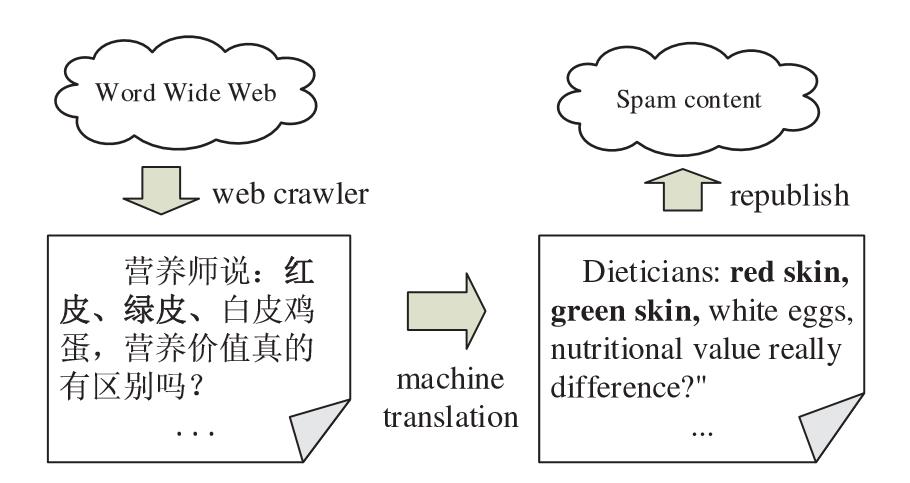 Word Wide Web
Spam content
web crawler
republish
营养师说：红
皮、绿皮、白皮鸡
蛋，营养价值真的
有区别吗？
...
machine
translation
Dieticians: red skin,
green skin, white eggs,
nutritional value really
difference?"
...